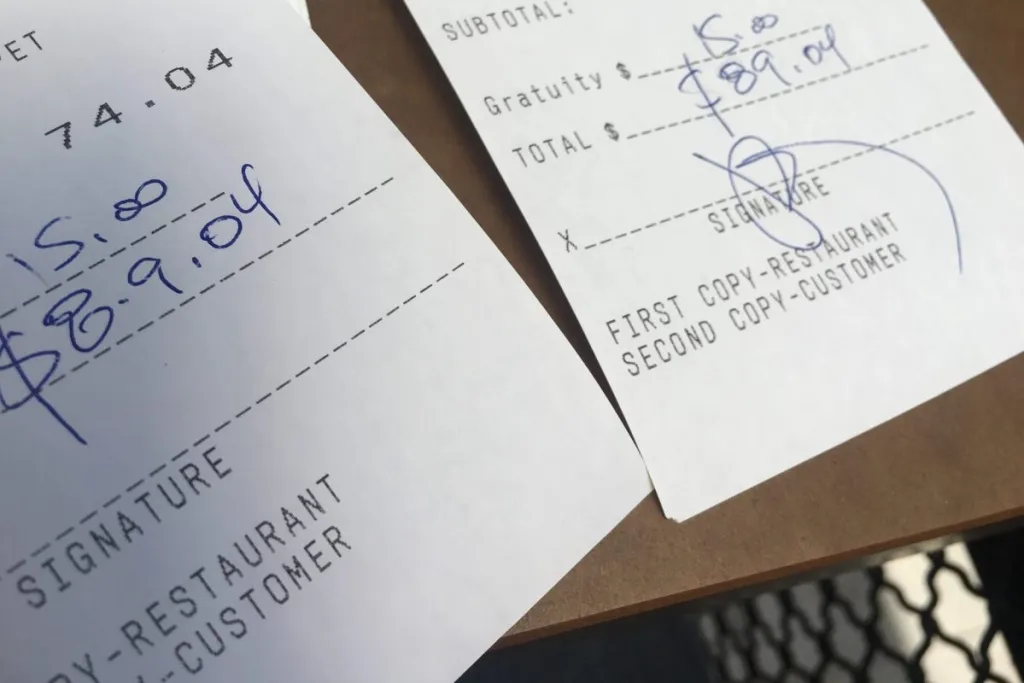 PET
74.04
15.00
$89.04
SIGNATURE
PY-RESTAURANT
Y-CUSTOMER
SUBTOTAL:
Gratuity $ 15.00
TOTAL $ $89.04
X
SIGNATURE
FIRST COPY-RESTAURANT
SECOND COPY-CUSTOMER